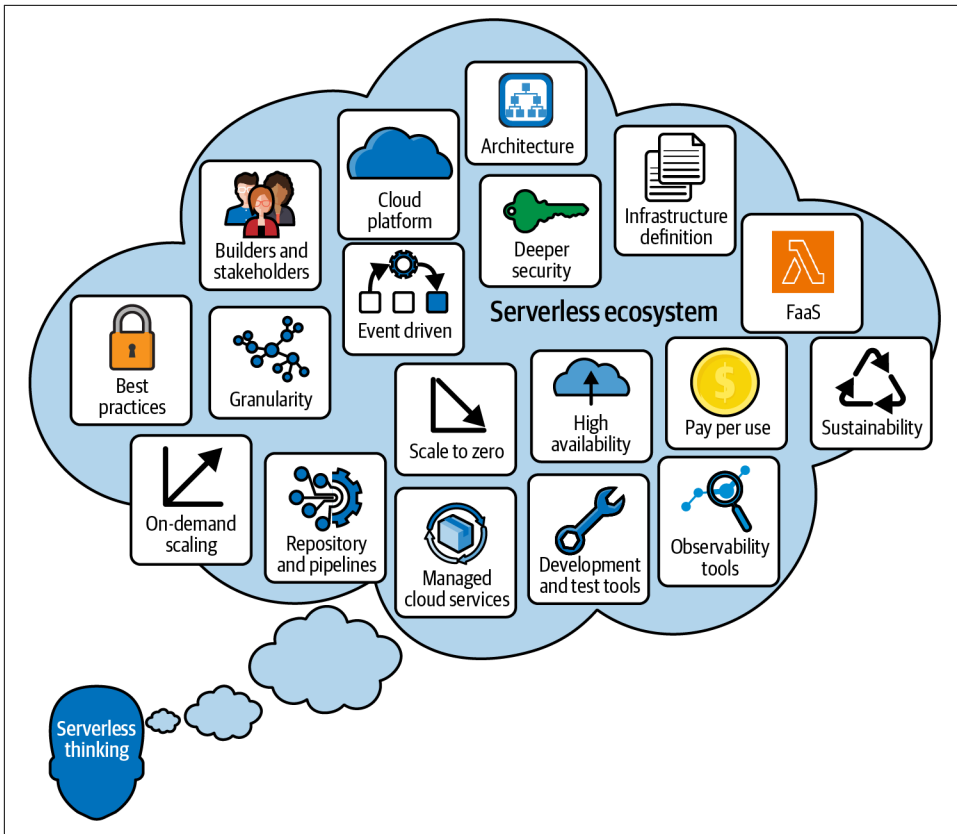 Architecture
Cloud
platform
Infrastructure
definition
Builders and
stakeholders
Deeper
security
FaaS
Event driven
Serverless ecosystem
Best
practices
Granularity
Scale to zero
High
availability
Pay per use
Sustainability
On-demand
scaling
Repository
and pipelines
Managed
cloud services
Development
and test tools
Observability
tools
Serverless
thinking
$